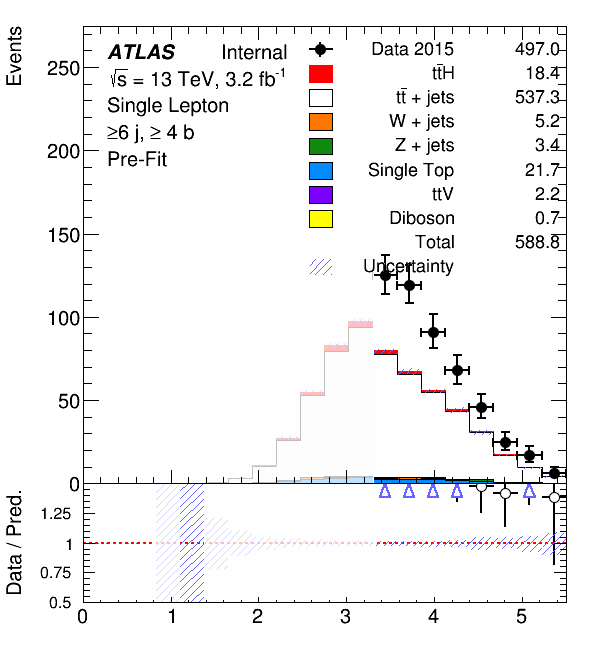 Events
250
200
150
100
50
0
ATLAS Internal
√s = 13 TeV, 3.2 fb⁻¹
Single Lepton
≥6 j, ≥ 4 b
Pre-Fit
Data 2015 497.0
tt̄H 18.4
tt̄ + jets 537.3
W + jets 5.2
Z + jets 3.4
Single Top 21.7
ttV 2.2
Diboson 0.7
Total 588.8
Uncertainty
Data / Pred.
1.25
1
0.75
0.5
0 1 2 3 4 5